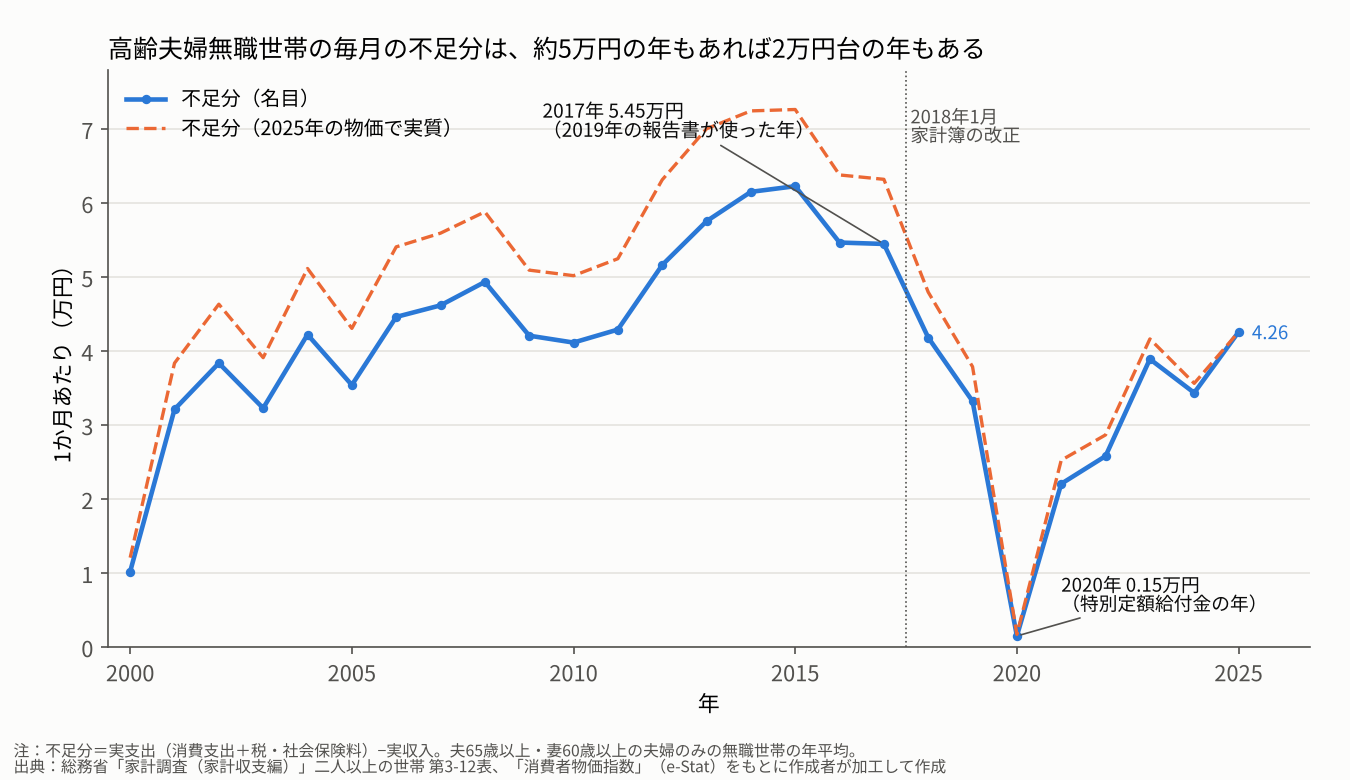 高齢夫婦無職世帯の毎月の不足分は、約5万円の年もあれば2万円台の年もある
不足分（名目）
不足分（2025年の物価で実質）
2017年 5.45万円
（2019年の報告書が使った年）
2018年1月
家計簿の改正
1か月あたり（万円）
7
6
5
4
3
2
1
0
4.26
2020年 0.15万円
（特別定額給付金の年）
2000 2005 2010 2015 2020 2025
年
注：不足分＝実支出（消費支出＋税・社会保険料）−実収入。夫65歳以上・妻60歳以上の夫婦のみの無職世帯の年平均。
出典：総務省「家計調査（家計収支編）」二人以上の世帯 第3-12表、「消費者物価指数」（e-Stat）をもとに作成者が加工して作成